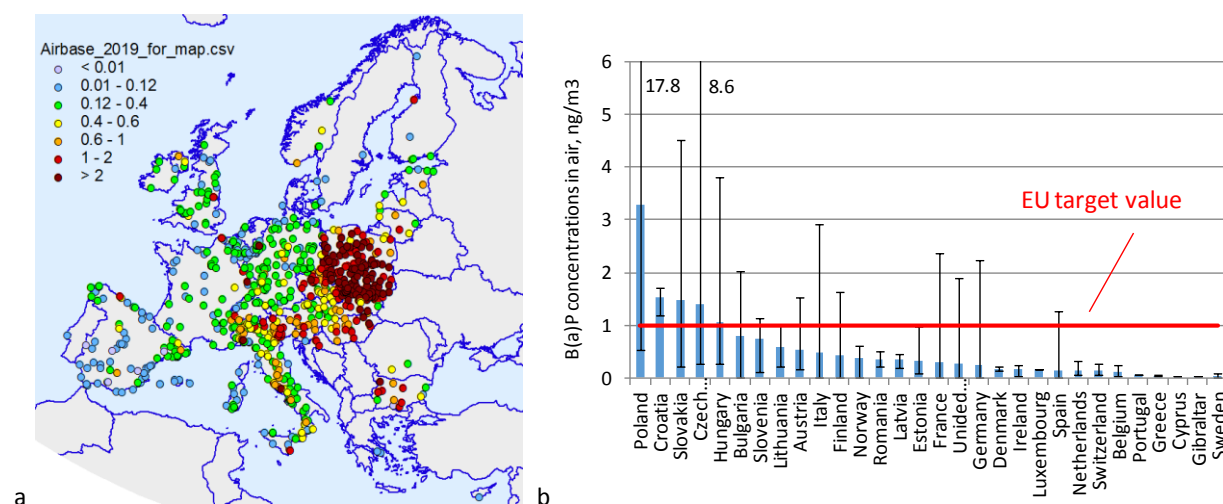 Airbase_2019_for_map.csv
< 0.01
0.01 - 0.12
0.12 - 0.4
0.4 - 0.6
0.6 - 1
1 - 2
> 2
a
B(a)P concentrations in air, ng/m3
6
5
4
3
2
1
0
17.8
8.6
EU target value
Poland
Croatia
Slovakia
Czech…
Hungary
Bulgaria
Slovenia
Lithuania
Austria
Italy
Finland
Norway
Romania
Latvia
Estonia
France
Unided…
Germany
Denmark
Ireland
Luxembourg
Spain
Netherlands
Switzerland
Belgium
Portugal
Greece
Cyprus
Gibraltar
Sweden
b